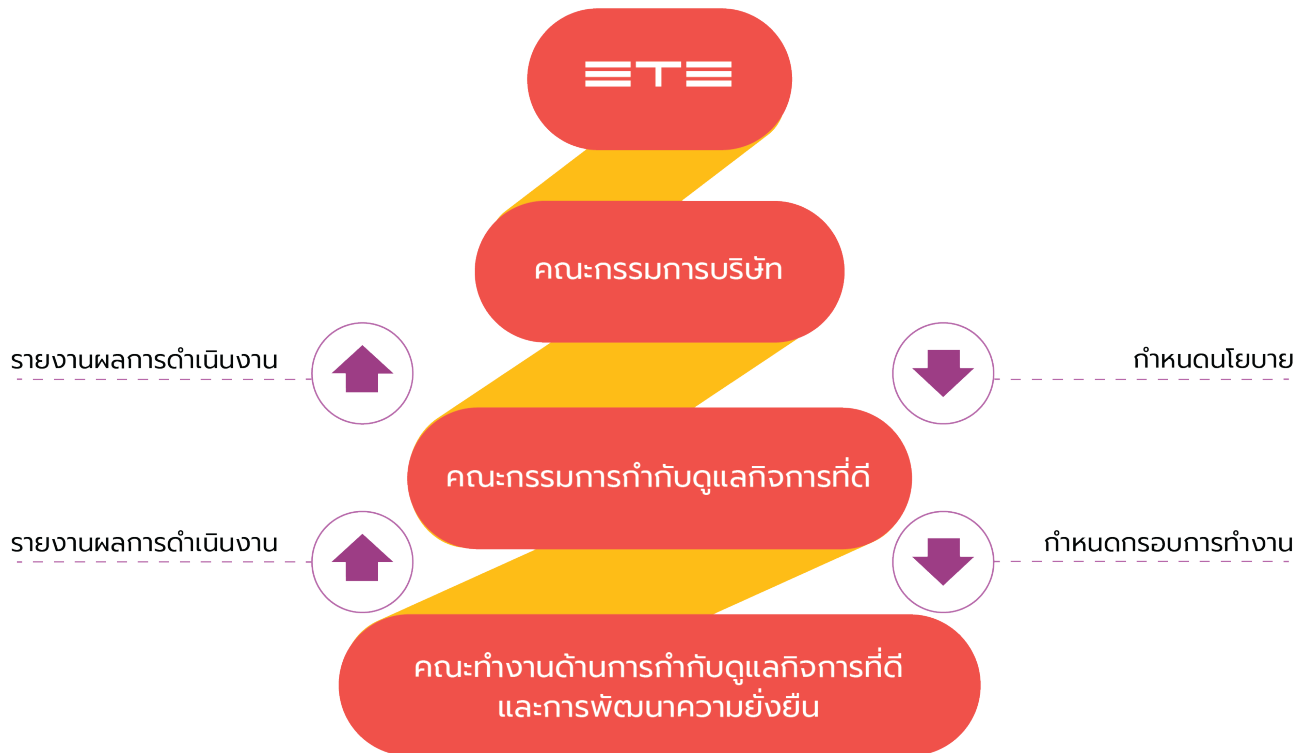 ETE
คณะกรรมการบริษัท
รายงานผลการดำเนินงาน
กำหนดนโยบาย
คณะกรรมการกำกับดูแลกิจการที่ดี
รายงานผลการดำเนินงาน
กำหนดกรอบการทำงาน
คณะทำงานด้านการกำกับดูแลกิจการที่ดี
และการพัฒนาความยั่งยืน